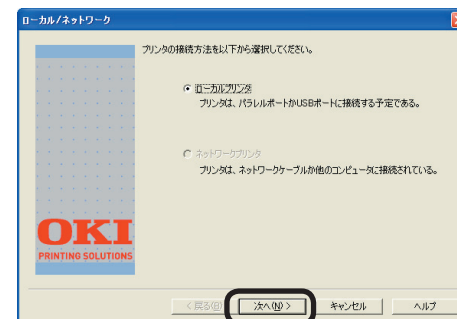 ローカル/ネットワーク
プリンタの接続方法を以下から選択してください。
ローカルプリンタ
プリンタは、パラレルポートかUSBポートに接続する予定である。
ネットワークプリンタ
プリンタは、ネットワークケーブルか他のコンピュータに接続されている。
OKI
PRINTING SOLUTIONS
< 戻る(B) 次へ(N) > キャンセル ヘルプ